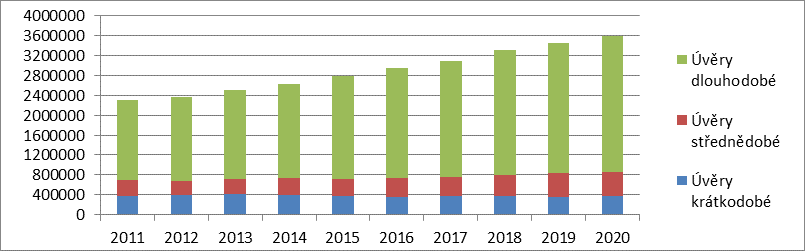 4000000
3600000
3200000
2800000
2400000
2000000
1600000
1200000
800000
400000
0
2011 2012 2013 2014 2015 2016 2017 2018 2019 2020
Úvěry
dlouhodobé
Úvěry
střednědobé
Úvěry
krátkodobé